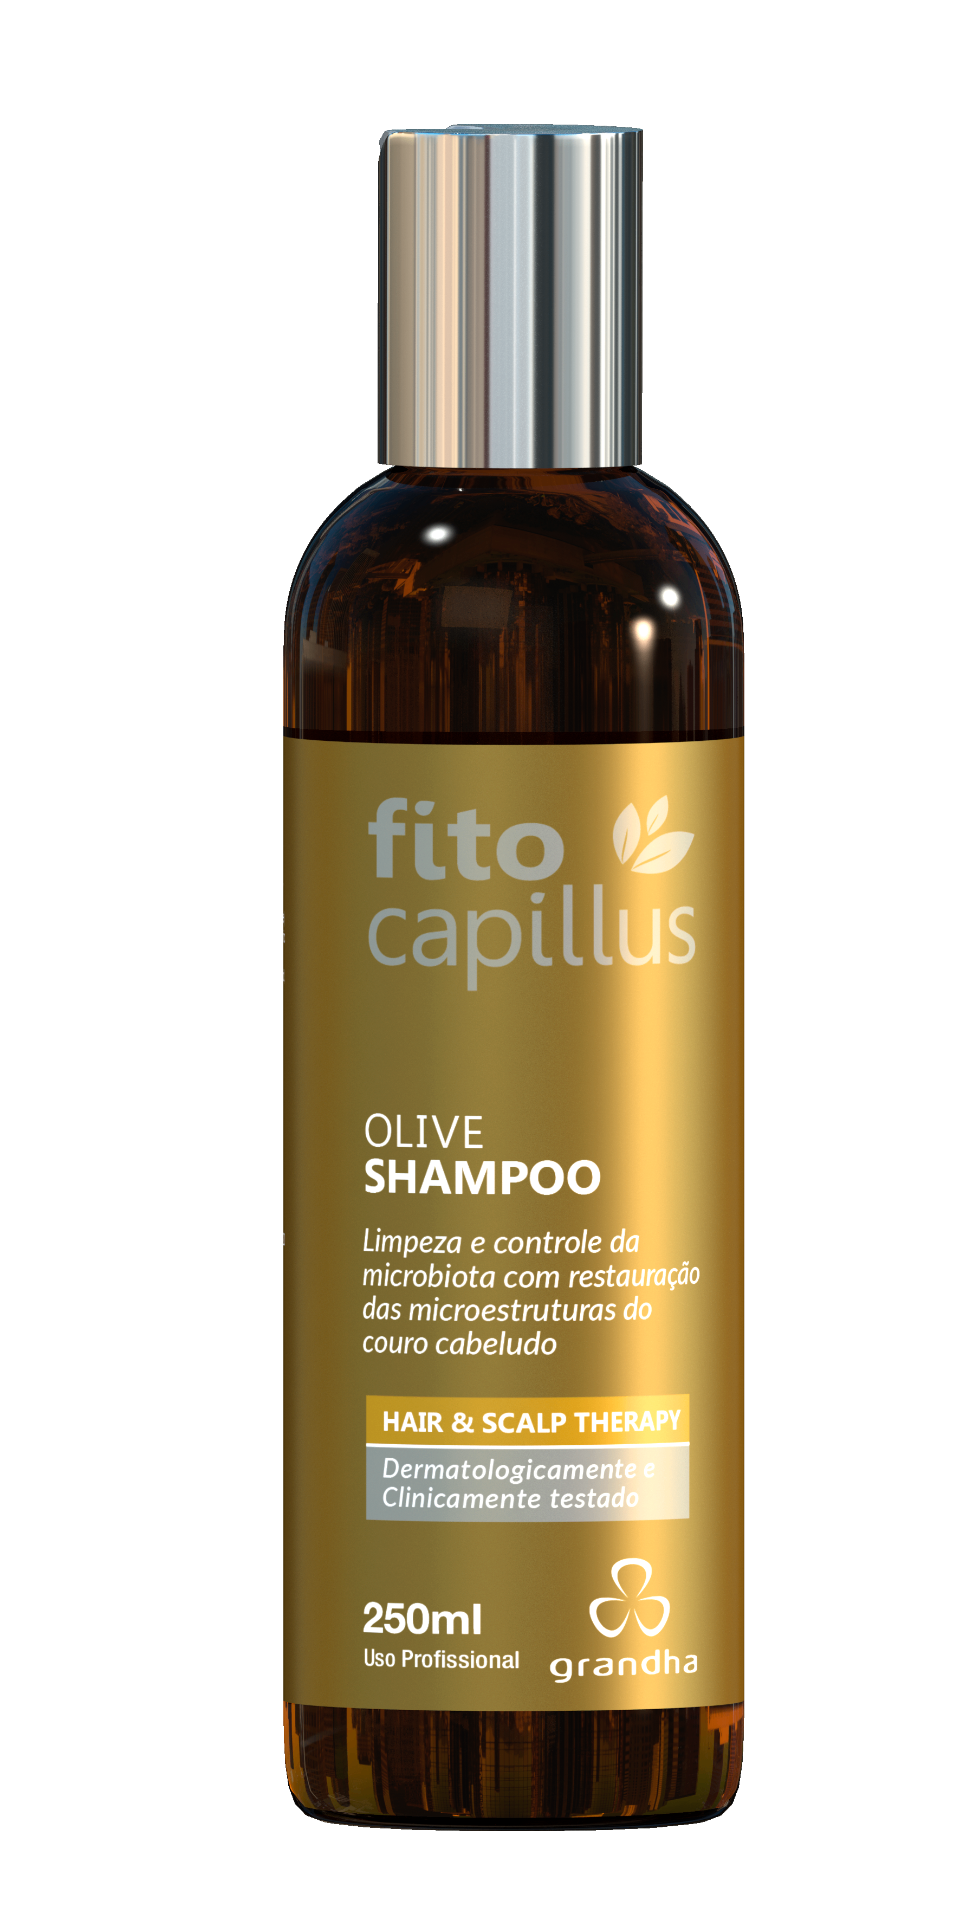 fito
capillus
OLIVE
SHAMPOO
Limpeza e controle da
microbiota com restauração
das microestruturas do
couro cabeludo
HAIR & SCALP THERAPY
Dermatologicamente e
Clinicamente testado
250ml
Uso Profissional
grandha